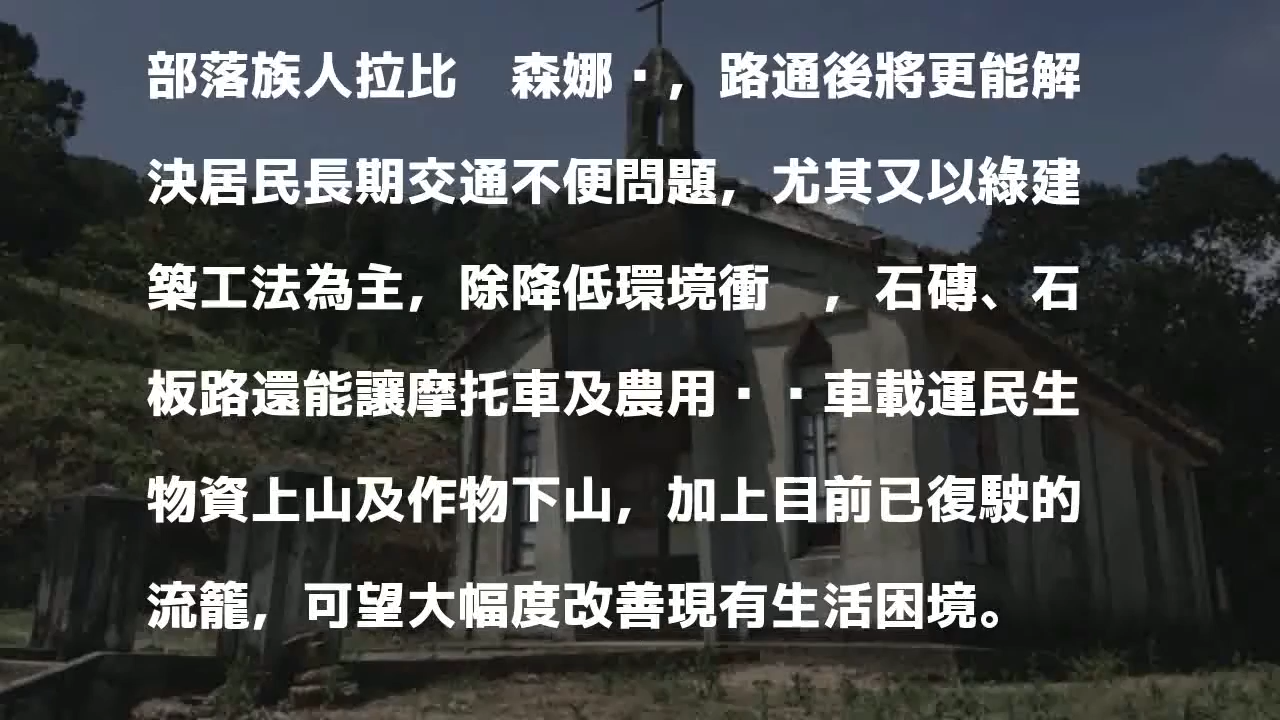 部落族人拉比　森娜▪，路通後將更能解
決居民長期交通不便問題，尤其又以綠建
築工法為主，除降低環境衝　，石磚、石
板路還能讓摩托車及農用▪▪車載運民生
物資上山及作物下山，加上目前已復駛的
流籠，可望大幅度改善現有生活困境。